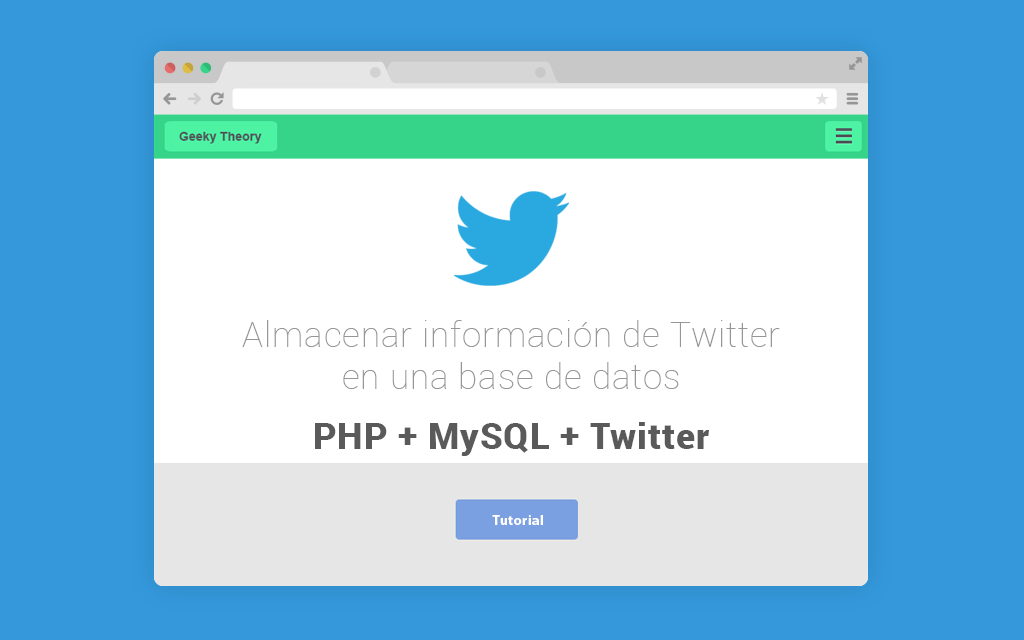 Geeky Theory
Almacenar información de Twitter
en una base de datos
PHP + MySQL + Twitter
Tutorial